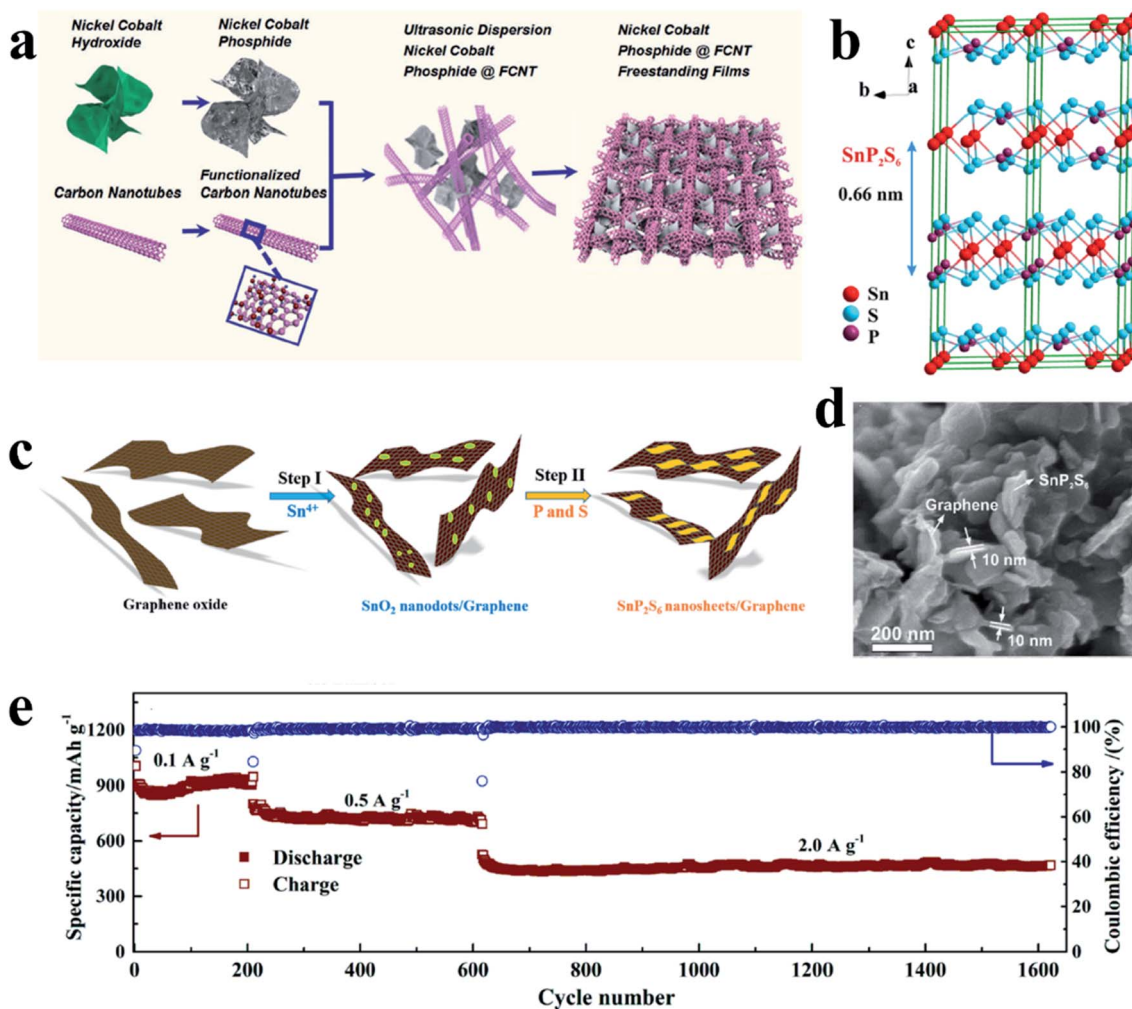 a
Nickel Cobalt
Hydroxide
Nickel Cobalt
Phosphide
Ultrasonic Dispersion
Nickel Cobalt
Phosphide @ FCNT
Nickel Cobalt
Phosphide @ FCNT
Freestanding Films
Carbon Nanotubes
Functionalized
Carbon Nanotubes
b
c
b
a
SnP₂S₆
0.66 nm
Sn
S
P
c
Step I
Sn⁴⁺
Step II
P and S
Graphene oxide
SnO₂ nanodots/Graphene
SnP₂S₆ nanosheets/Graphene
d
SnP₂S₆
Graphene
10 nm
10 nm
200 nm
e
Specific capacity/mAh g⁻¹
1200
900
600
300
0
0.1 A g⁻¹
0.5 A g⁻¹
2.0 A g⁻¹
Discharge
Charge
100
80
60
40
20
0
Coulombic efficiency /(%)
0 200 400 600 800 1000 1200 1400 1600
Cycle number